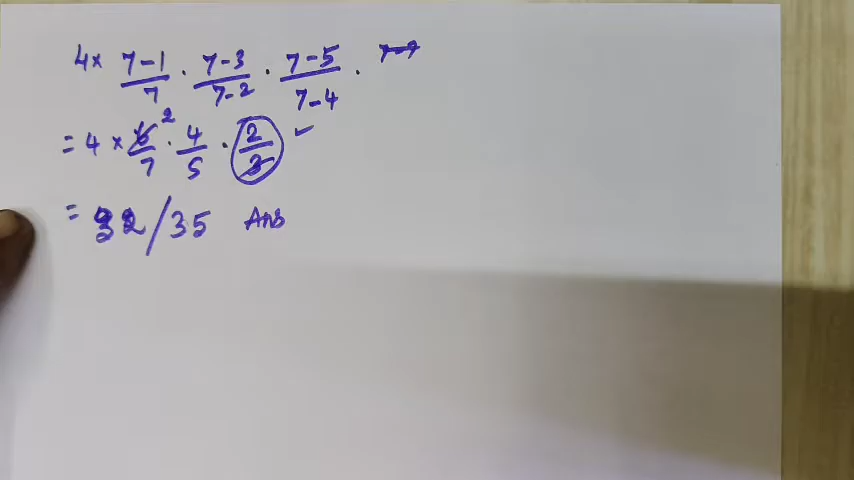 4 × 7-1/7 · 7-3/7-2 · 7-5/7-4 ·
= 4 × 6/7 2 · 4/5 · 2/3 ✓
= 32/35 Ans